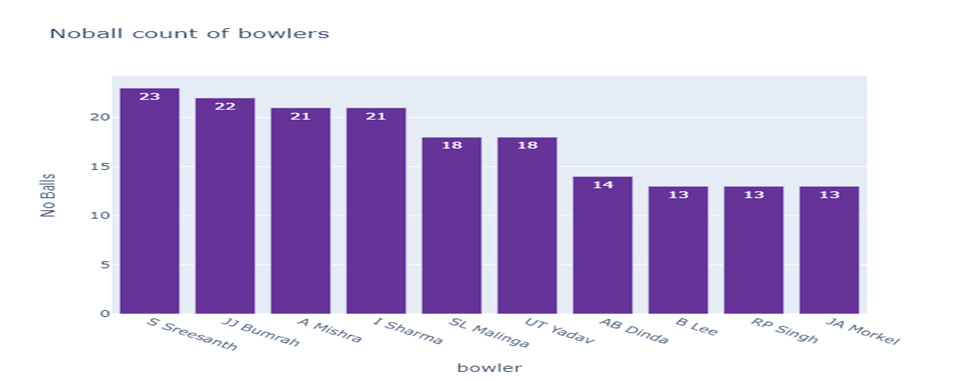 Noball count of bowlers
No Balls
20
15
10
5
0
23
22
21
21
18
18
14
13
13
13
S Sreesanth
JJ Bumrah
A Mishra
I Sharma
SL Malinga
UT Yadav
AB Dinda
B Lee
RP Singh
JA Morkel
bowler